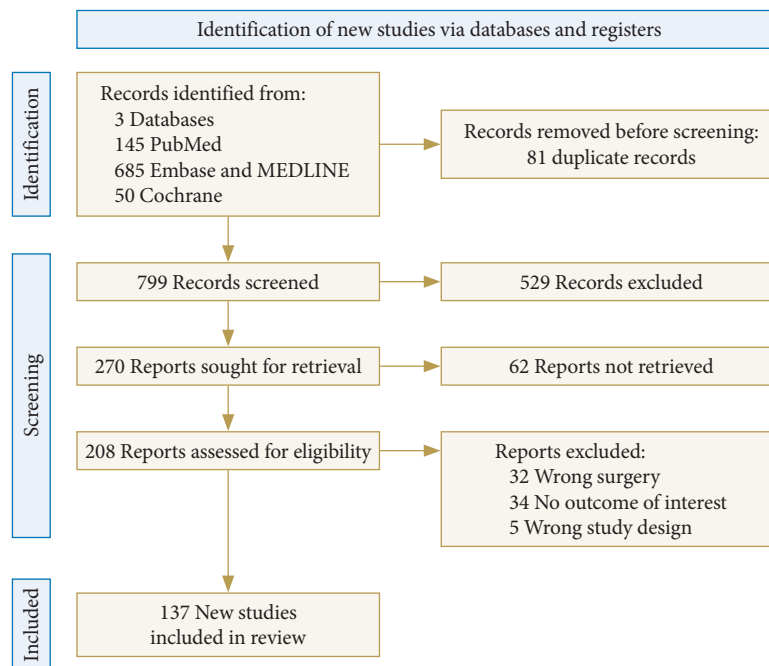 Identification of new studies via databases and registers
Identification
Records identified from:
3 Databases
145 PubMed
685 Embase and MEDLINE
50 Cochrane
Records removed before screening:
81 duplicate records
Screening
799 Records screened
529 Records excluded
270 Reports sought for retrieval
62 Reports not retrieved
208 Reports assessed for eligibility
Reports excluded:
32 Wrong surgery
34 No outcome of interest
5 Wrong study design
Included
137 New studies
included in review